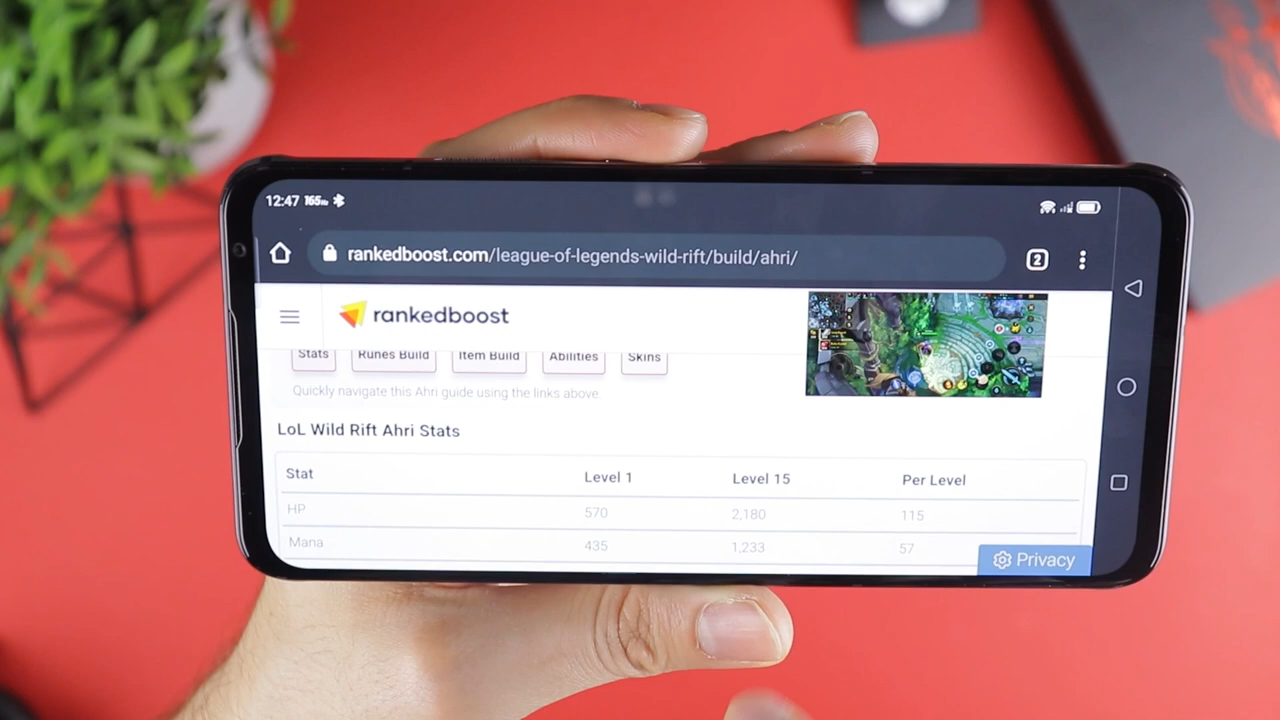 12:47 165Hz
rankedboost.com/league-of-legends-wild-rift/build/ahri/
2
rankedboost
Stats Runes Build Item Build Abilities Skins
Quickly navigate this Ahri guide using the links above.
LoL Wild Rift Ahri Stats
Stat Level 1 Level 15 Per Level
HP 570 2,180 115
Mana 435 1,233 57
Privacy